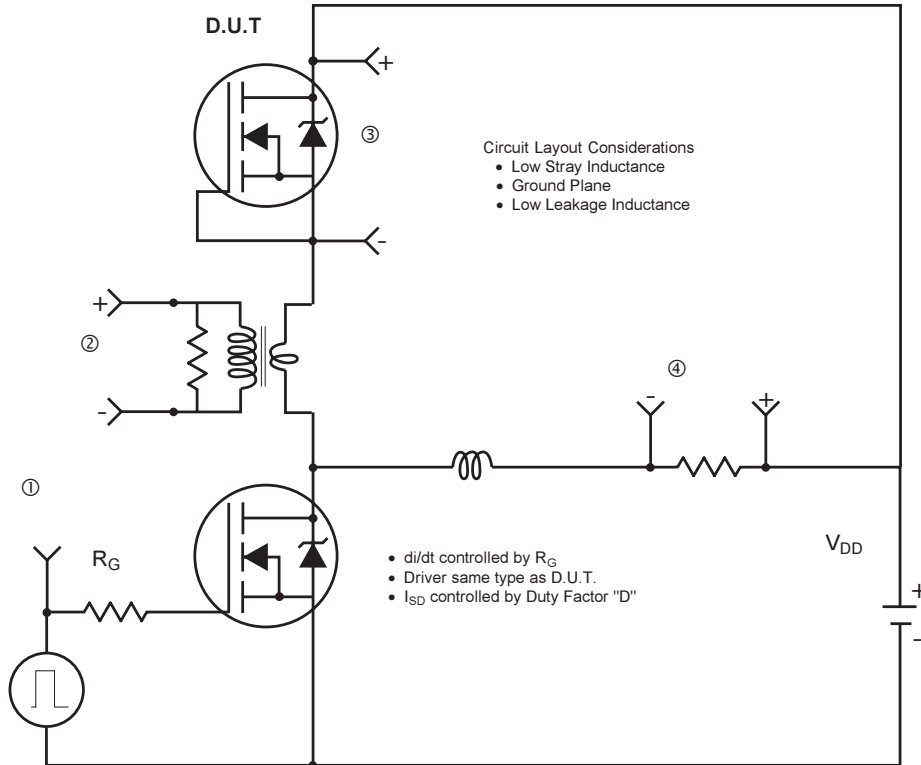 D.U.T
+
③
Circuit Layout Considerations
• Low Stray Inductance
• Ground Plane
• Low Leakage Inductance
-
+
②
-
④
-
+
①
R_G
V_DD
• di/dt controlled by R_G
• Driver same type as D.U.T.
• I_SD controlled by Duty Factor "D"
+
-